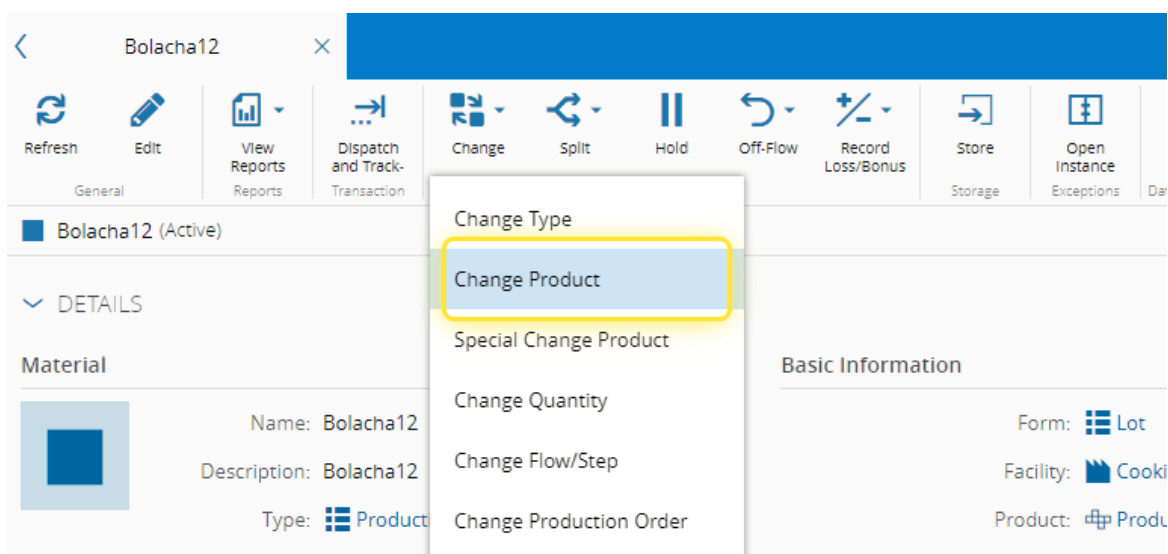 Bolacha12
Refresh
Edit
View
Reports
Dispatch
and Track-
Change
Split
Hold
Off-Flow
Record
Loss/Bonus
Store
Open
Instance
General
Reports
Transaction
Storage
Exceptions
Bolacha12 (Active)
Change Type
Change Product
DETAILS
Special Change Product
Material
Basic Information
Change Quantity
Name: Bolacha12
Form: Lot
Description: Bolacha12
Change Flow/Step
Facility: Cooki
Type: Product
Change Production Order
Product: Produ